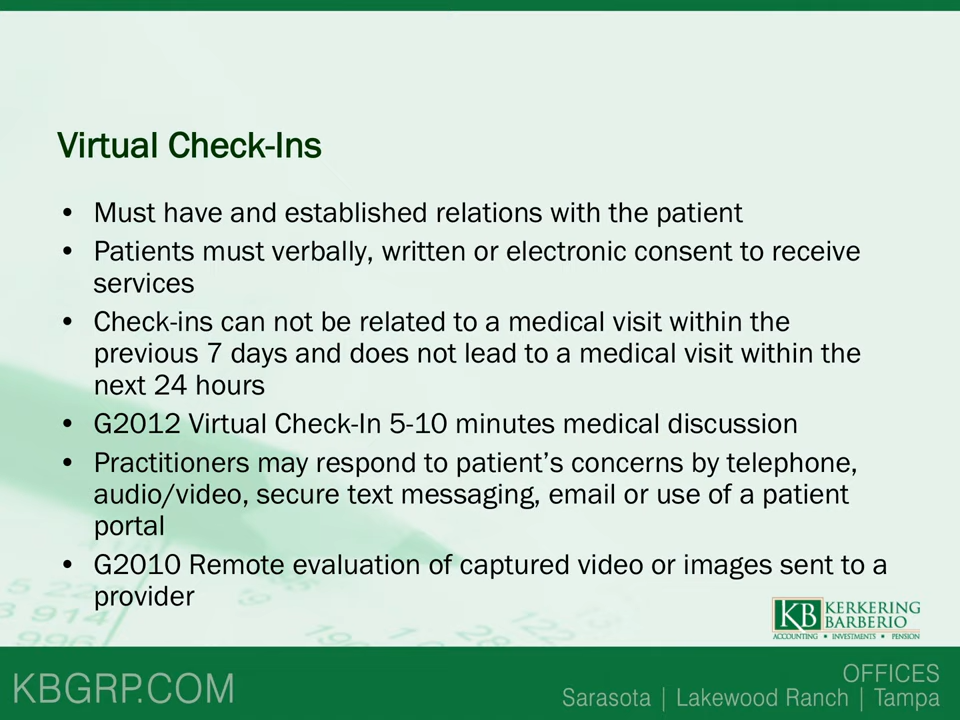 Virtual Check-Ins
• Must have and established relations with the patient
• Patients must verbally, written or electronic consent to receive
services
• Check-ins can not be related to a medical visit within the
previous 7 days and does not lead to a medical visit within the
next 24 hours
• G2012 Virtual Check-In 5-10 minutes medical discussion
• Practitioners may respond to patient’s concerns by telephone,
audio/video, secure text messaging, email or use of a patient
portal
• G2010 Remote evaluation of captured video or images sent to a
provider
KB KERKERING
BARBERIO
ACCOUNTING • INVESTMENTS • PENSION
KBGRP.COM
OFFICES
Sarasota | Lakewood Ranch | Tampa